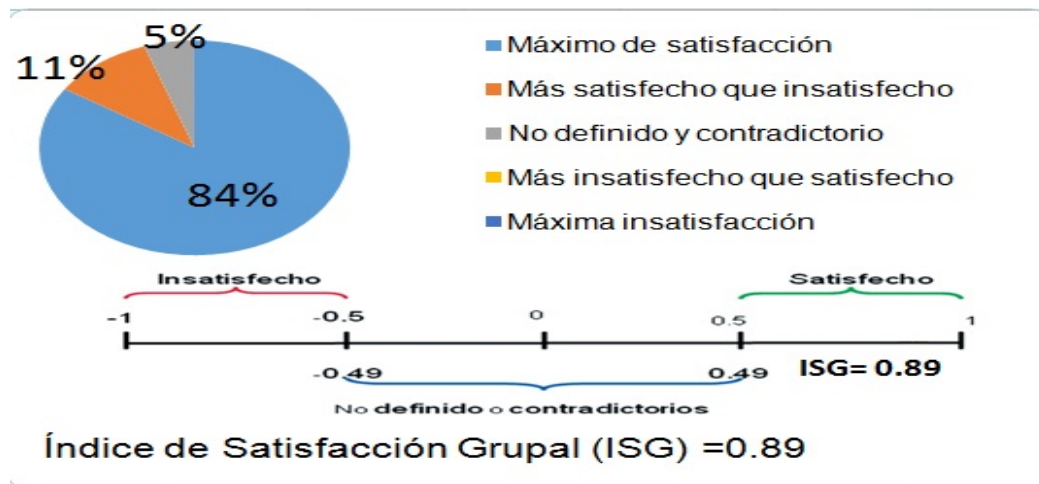 5%
11%
84%
Máximo de satisfacción
Más satisfecho que insatisfecho
No definido y contradictorio
Más insatisfecho que satisfecho
Máxima insatisfacción
Insatisfecho
Satisfecho
-1
-0.5
0
0.5
1
-0.49
0.49
ISG= 0.89
No definido o contradictorios
Índice de Satisfacción Grupal (ISG) =0.89